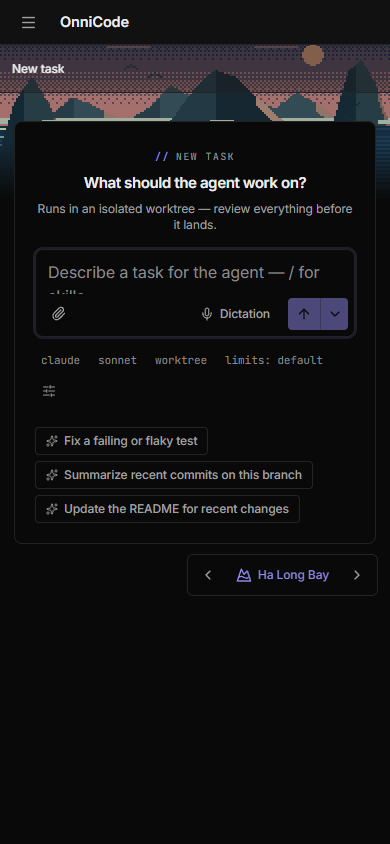 OnniCode
New task
// NEW TASK
What should the agent work on?
Runs in an isolated worktree — review everything before
it lands.
Describe a task for the agent — / for
skills
Dictation
claude sonnet worktree limits: default
Fix a failing or flaky test
Summarize recent commits on this branch
Update the README for recent changes
Ha Long Bay